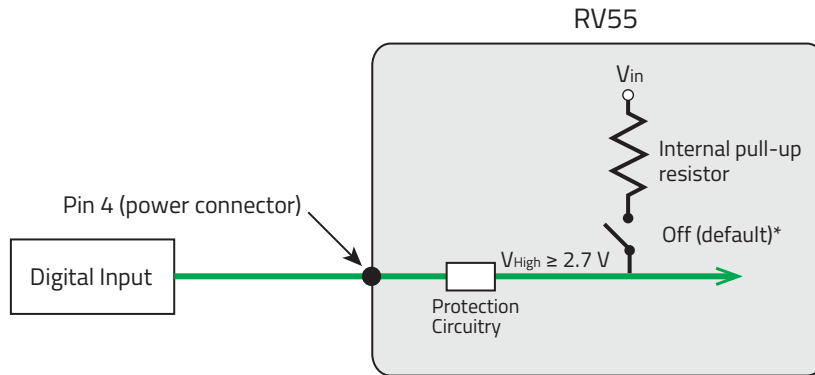 RV55
Vin
Internal pull-up
resistor
Pin 4 (power connector)
Off (default)*
Digital Input
VHigh ≥ 2.7 V
Protection
Circuitry